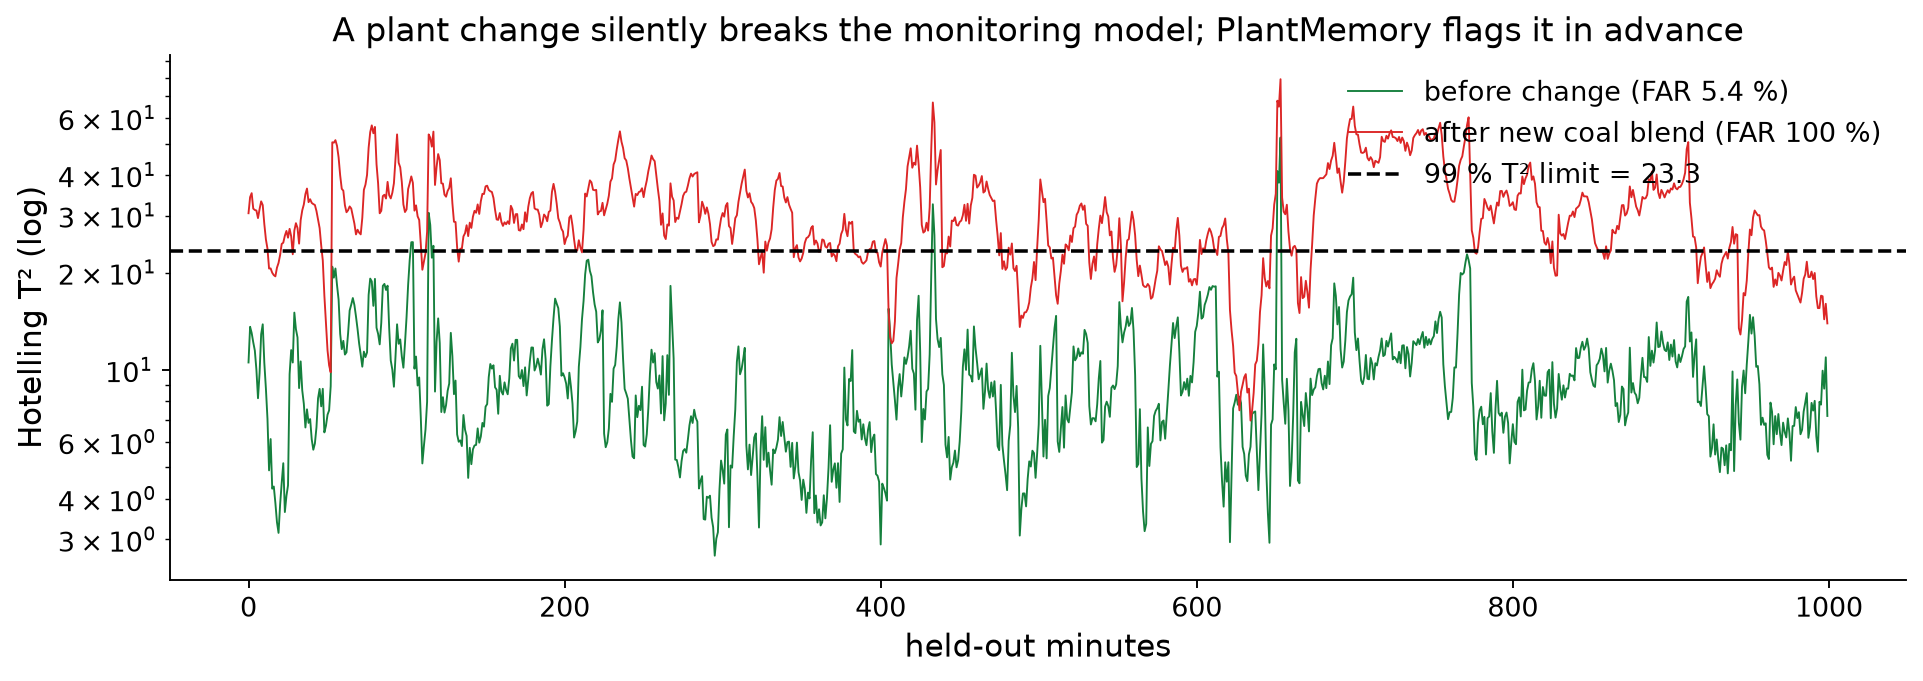 A plant change silently breaks the monitoring model; PlantMemory flags it in advance
Hotelling T² (log)
6 × 10¹
4 × 10¹
3 × 10¹
2 × 10¹
10¹
6 × 10⁰
4 × 10⁰
3 × 10⁰
before change (FAR 5.4 %)
after new coal blend (FAR 100 %)
99 % T² limit = 23.3
0 200 400 600 800 1000
held-out minutes